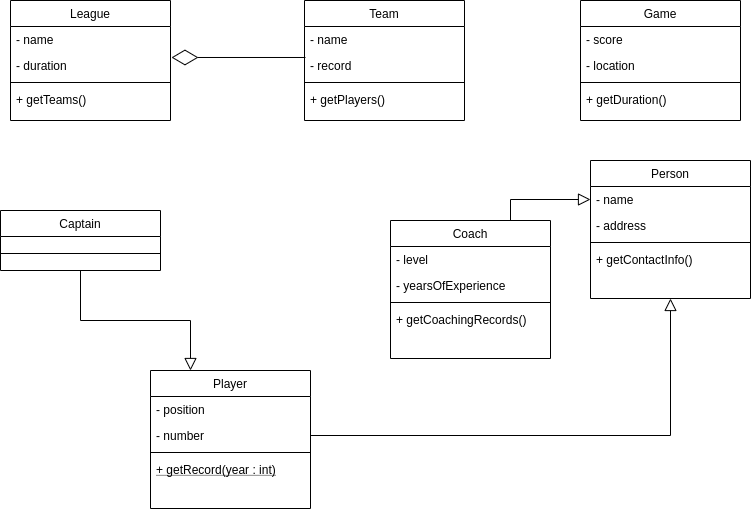 League
- name
- duration
+ getTeams()
Team
- name
- record
+ getPlayers()
Game
- score
- location
+ getDuration()
Person
- name
- address
+ getContactInfo()
Captain
Coach
- level
- yearsOfExperience
+ getCoachingRecords()
Player
- position
- number
+ getRecord(year : int)